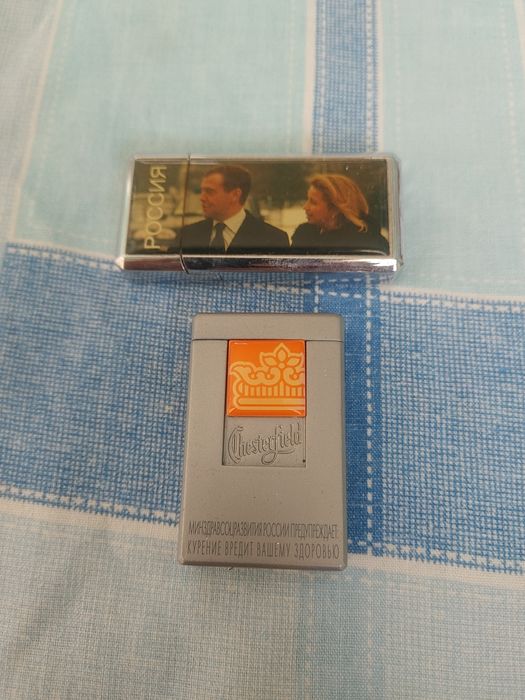 РОССИЯ
Chesterfield
МИНЗДРАВСОЦРАЗВИТИЯ РОССИИ ПРЕДУПРЕЖДАЕТ:
КУРЕНИЕ ВРЕДИТ ВАШЕМУ ЗДОРОВЬЮ